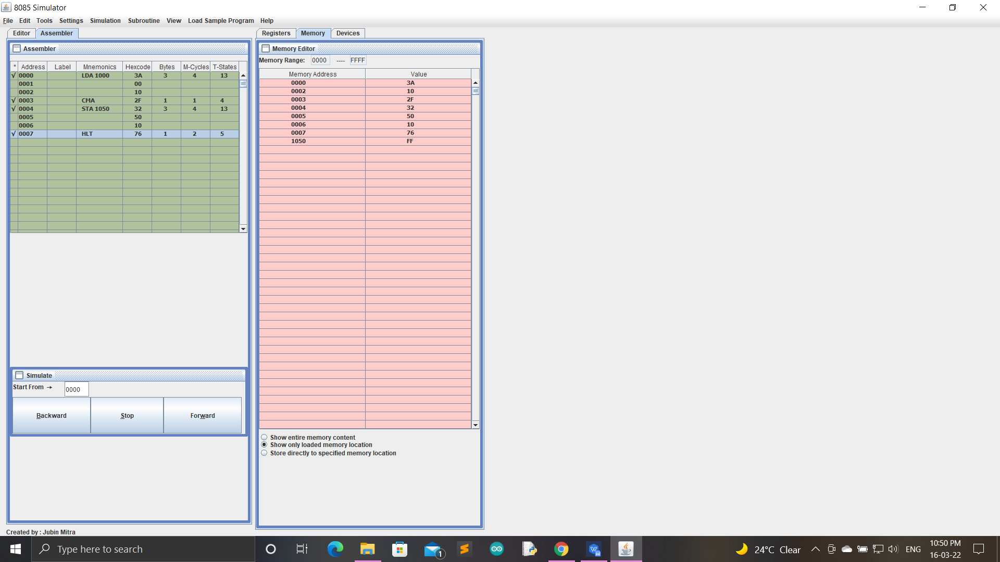 8085 Simulator
File Edit Tools Settings Simulation Subroutine View Load Sample Program Help
Editor Assembler
Assembler
* Address Label Mnemonics Hexcode Bytes M-Cycles T-States
√ 0000 LDA 1000 3A 3 4 13
0001 00
0002 10
√ 0003 CMA 2F 1 1 4
√ 0004 STA 1050 32 3 4 13
0005 50
0006 10
√ 0007 HLT 76 1 2 5
Simulate
Start From → 0000
Backward Stop Forward
Registers Memory Devices
Memory Editor
Memory Range: 0000 ---- FFFF
Memory Address Value
0000 3A
0002 10
0003 2F
0004 32
0005 50
0006 10
0007 76
1050 FF
Show entire memory content
Show only loaded memory location
Store directly to specified memory location
Created by : Jubin Mitra
Type here to search
1
24°C Clear
ENG
10:50 PM
16-03-22